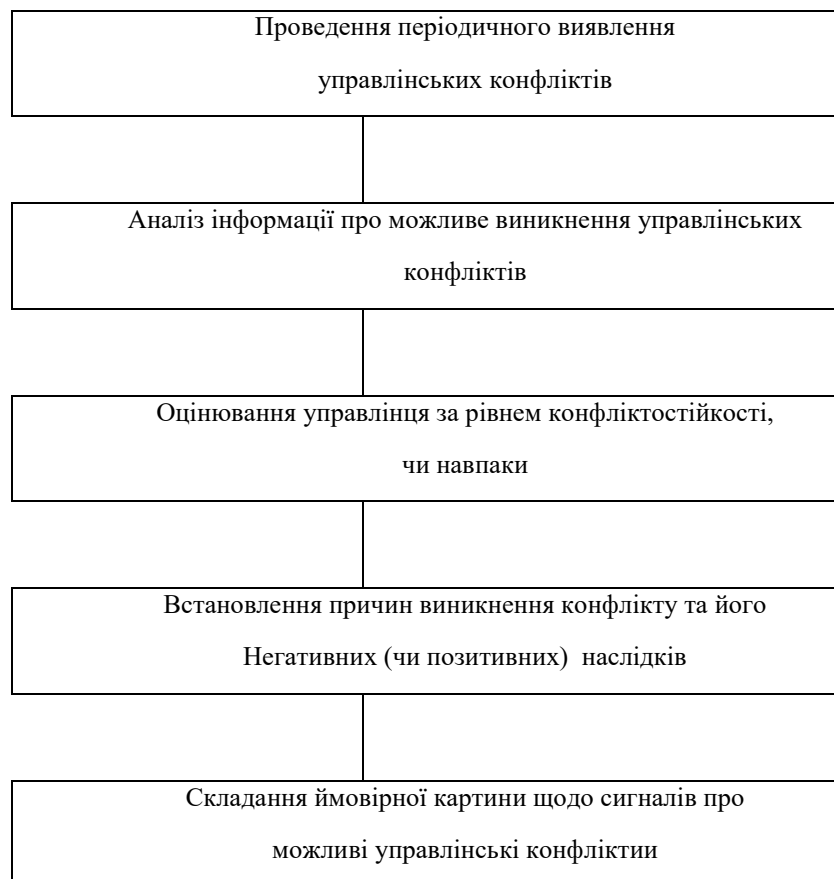 Проведення періодичного виявлення
управлінських конфліктів
Аналіз інформації про можливе виникнення управлінських
конфліктів
Оцінювання управлінця за рівнем конфліктостійкості,
чи навпаки
Встановлення причин виникнення конфлікту та його
Негативних (чи позитивних) наслідків
Складання ймовірної картини щодо сигналів про
можливі управлінські конфліктии